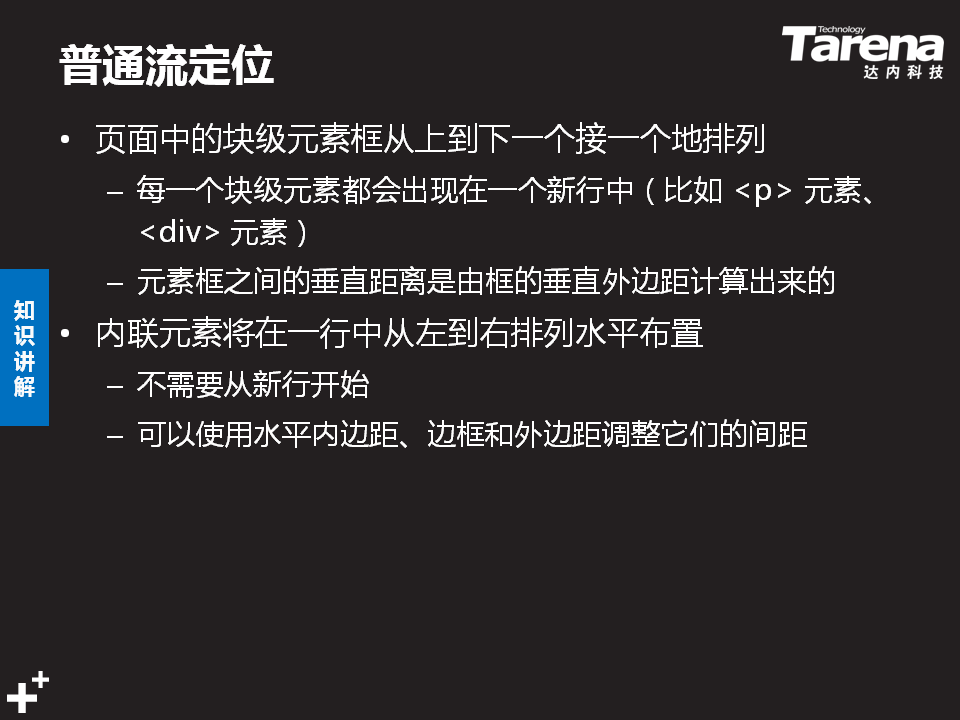 普通流定位
Technology
Tarena
达内科技
• 页面中的块级元素框从上到下一个接一个地排列
– 每一个块级元素都会出现在一个新行中（比如 <p> 元素、
<div> 元素）
– 元素框之间的垂直距离是由框的垂直外边距计算出来的
• 内联元素将在一行中从左到右排列水平布置
– 不需要从新行开始
– 可以使用水平内边距、边框和外边距调整它们的间距
知
识
讲
解